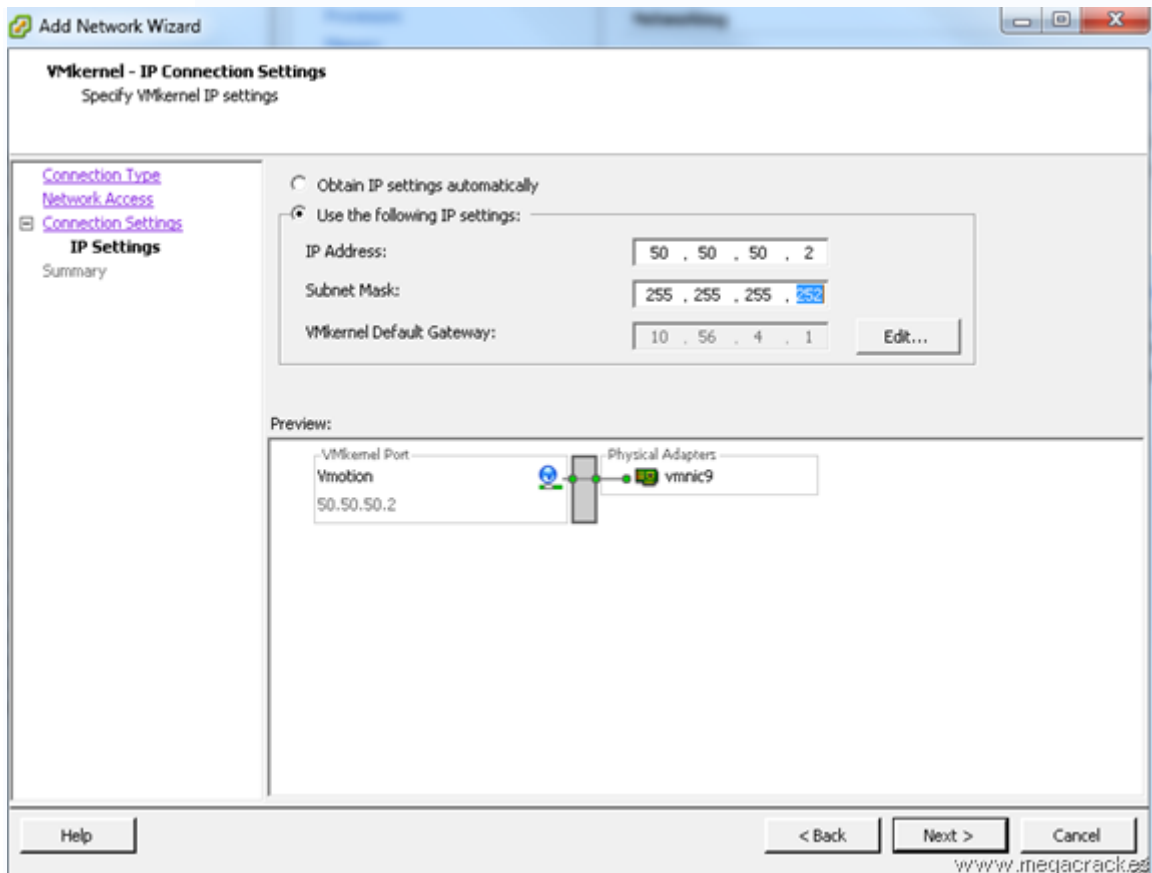 Add Network Wizard
VMkernel - IP Connection Settings
Specify VMkernel IP settings
Connection Type
Network Access
Connection Settings
IP Settings
Summary
Obtain IP settings automatically
Use the following IP settings:
IP Address:
50 . 50 . 50 . 2
Subnet Mask:
255 . 255 . 255 . 252
VMkernel Default Gateway:
10 . 56 . 4 . 1
Edit...
Preview:
VMkernel Port
Vmotion
50.50.50.2
Physical Adapters
vmnic9
Help
< Back
Next >
Cancel
www.megacrack.es